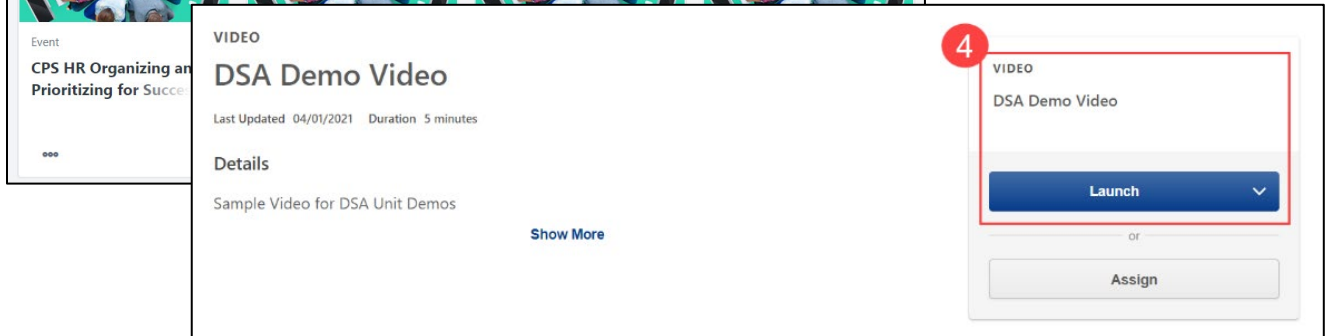 Event
CPS HR Organizing an
Prioritizing for Succe
VIDEO
DSA Demo Video
Last Updated 04/01/2021 Duration 5 minutes
Details
Sample Video for DSA Unit Demos
Show More
4
VIDEO
DSA Demo Video
Launch
or
Assign